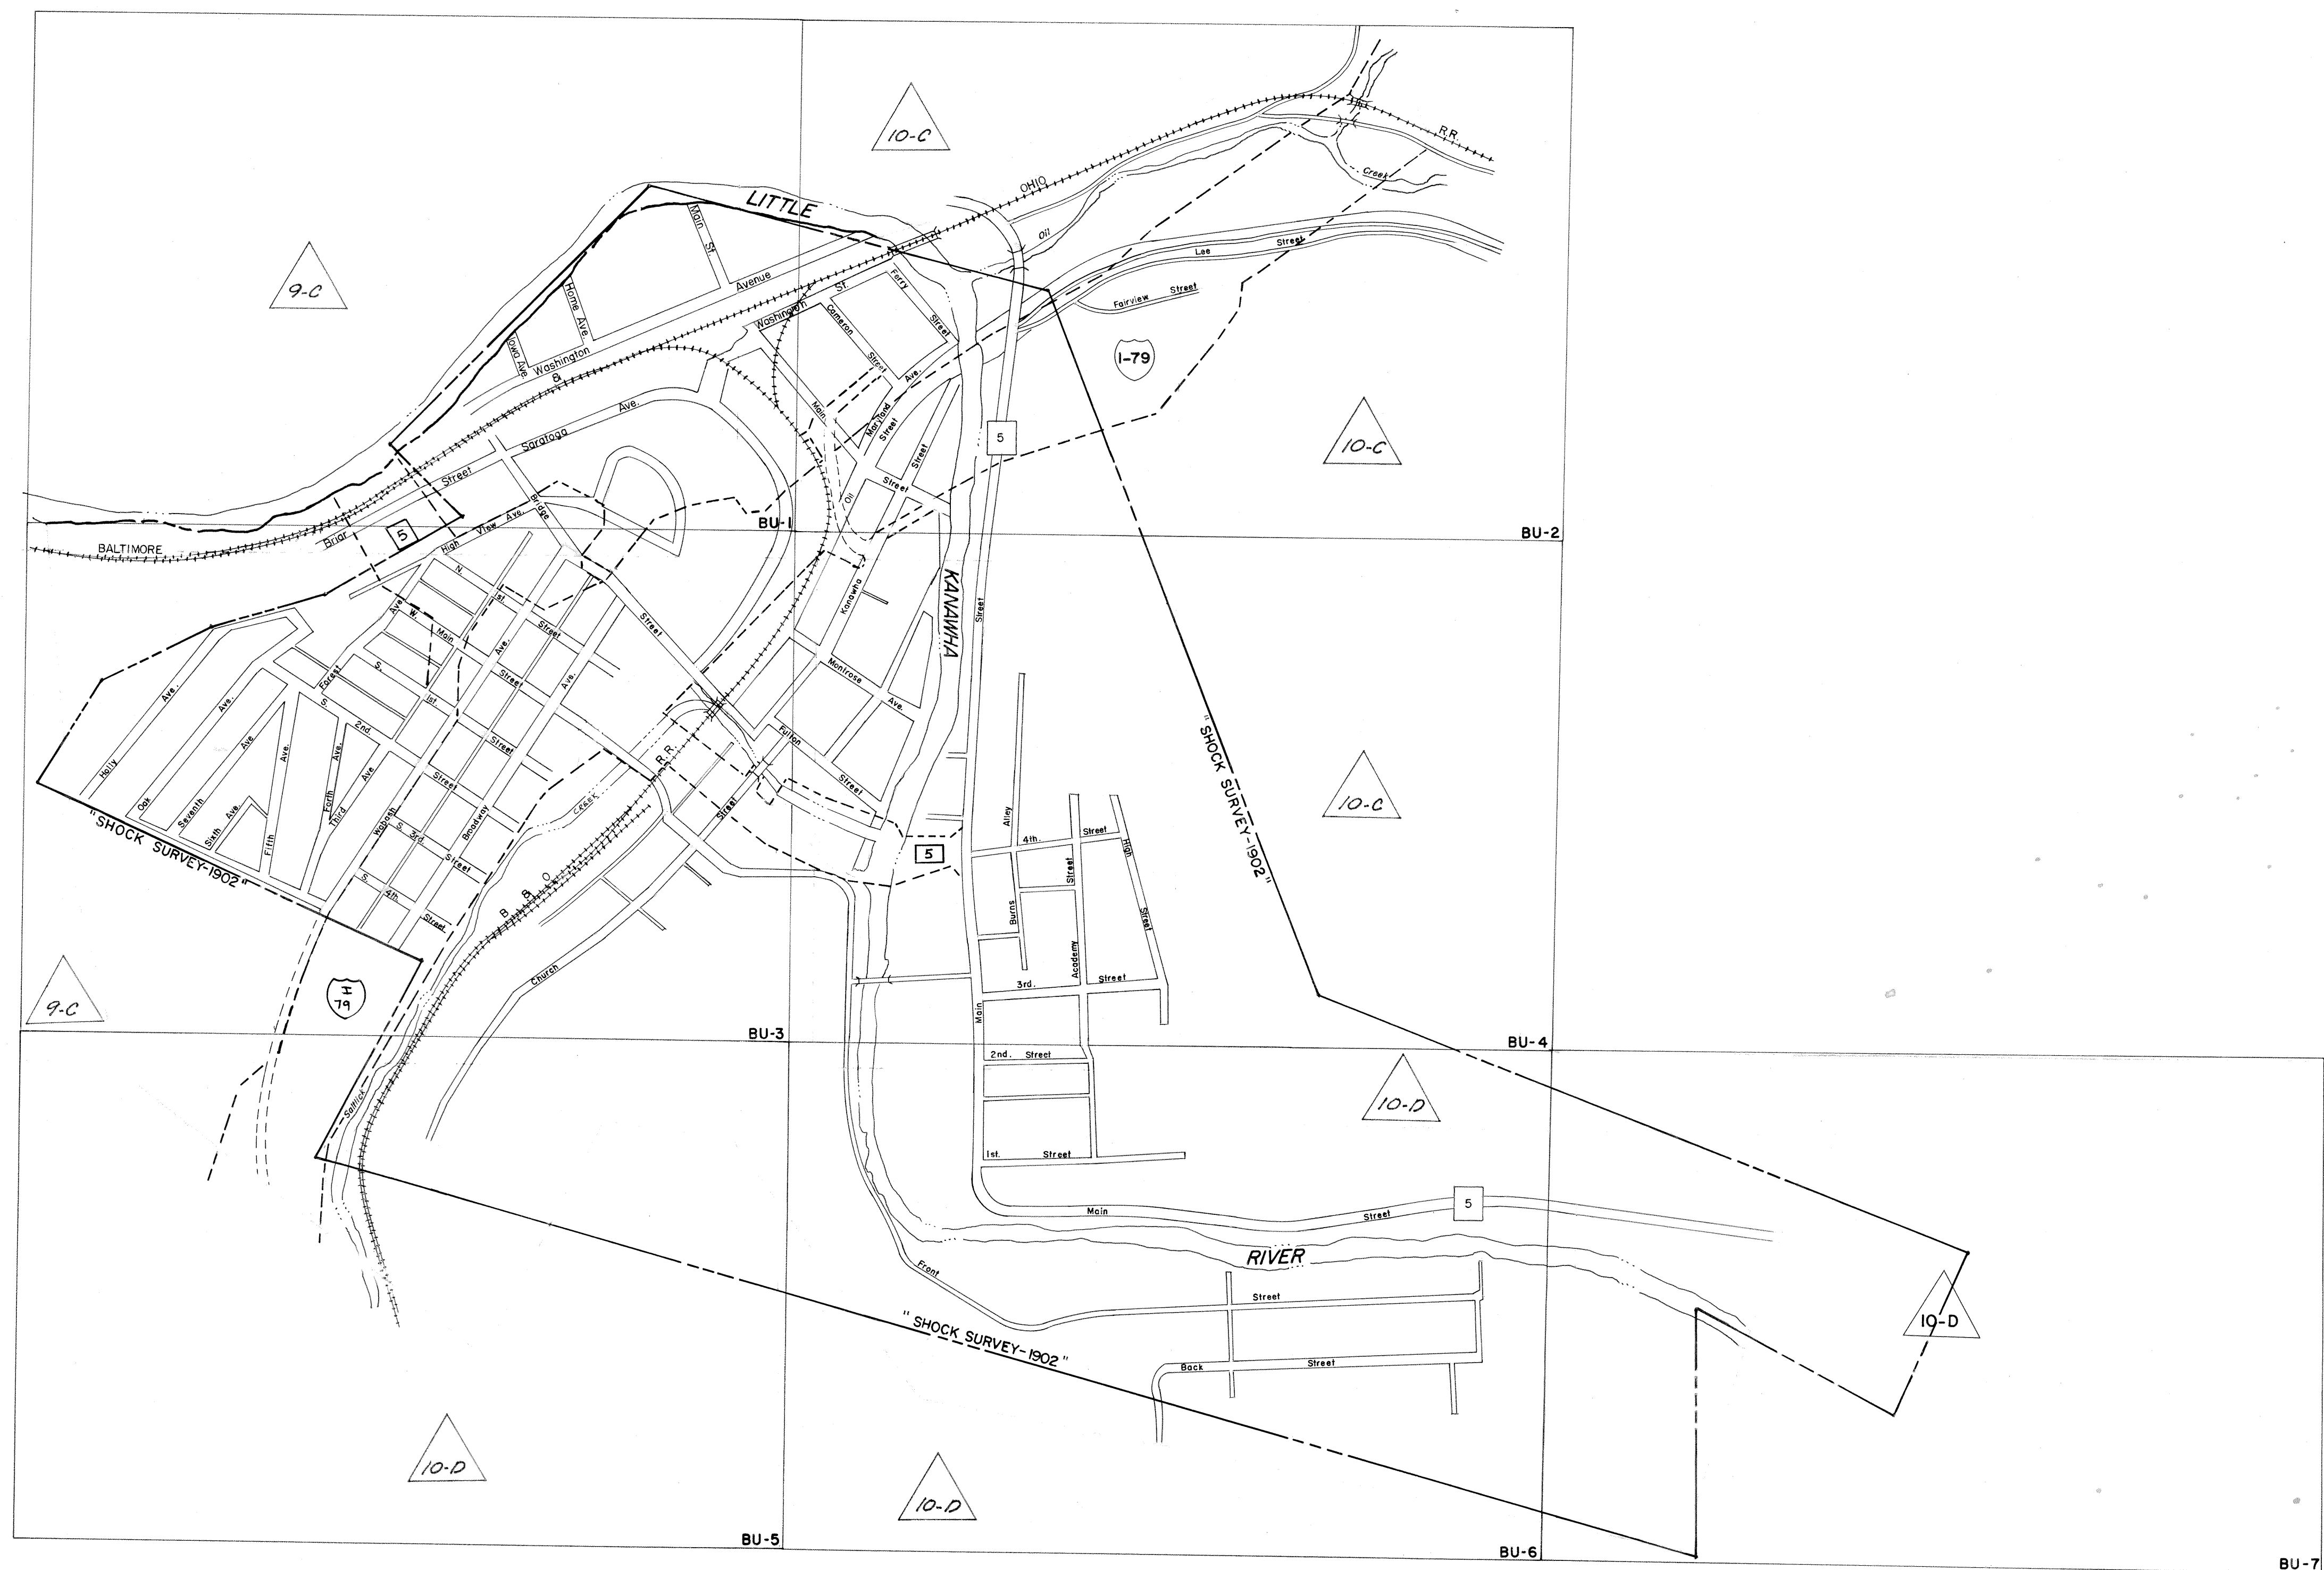 10-C
R.R.
OHIO
Creek
LITTLE
Main St.
Oil
Lee Street
9-C
Avenue
Ferry Street
Washington St.
Home Ave.
Cameron Street
Fairview Street
Iowa Ave
Washington
I-79
&
Maryland Ave.
Main Street
Saratoga Ave.
Street
5
10-C
Street
Street
Bridge
Oil
High View Ave
BU-1
BU-2
5
Briar
BALTIMORE
N. 1st. Street
KANAWHA
Kanawha
Street
Ave.
W. Main Street
Ave.
Street
Montrose Ave.
Forest
S. 1st. Street
Ave.
Holly Ave.
Oak Ave.
S. 2nd. Street
"SHOCK SURVEY-1902"
Fulton Street
R.R.
Seventh Ave
Ave.
Ave.
Sixth Ave.
Fifth
Forth
Third Ave
Wabash
Broadway
CREEK
Street
10-C
"SHOCK SURVEY-1902"
S. 3rd. Street
Alley
4th. Street
High Street
5
Street
S. 4th. Street
B & O
Burns
Academy
Church
3rd. Street
9-C
I
79
Main
BU-3
BU-4
2nd. Street
10-D
Saltlick
1st. Street
Main Street
5
RIVER
Front Street
10-D
"SHOCK SURVEY-1902"
Back Street
10-D
10-D
BU-5
BU-6
BU-7